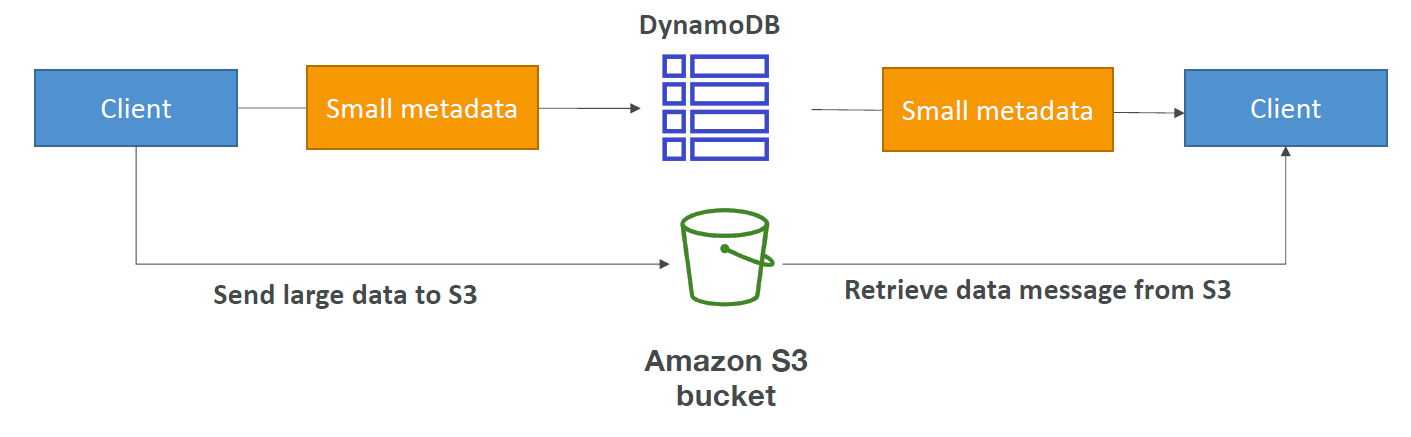 DynamoDB
Client
Small metadata
Small metadata
Client
Send large data to S3
Retrieve data message from S3
Amazon S3
bucket